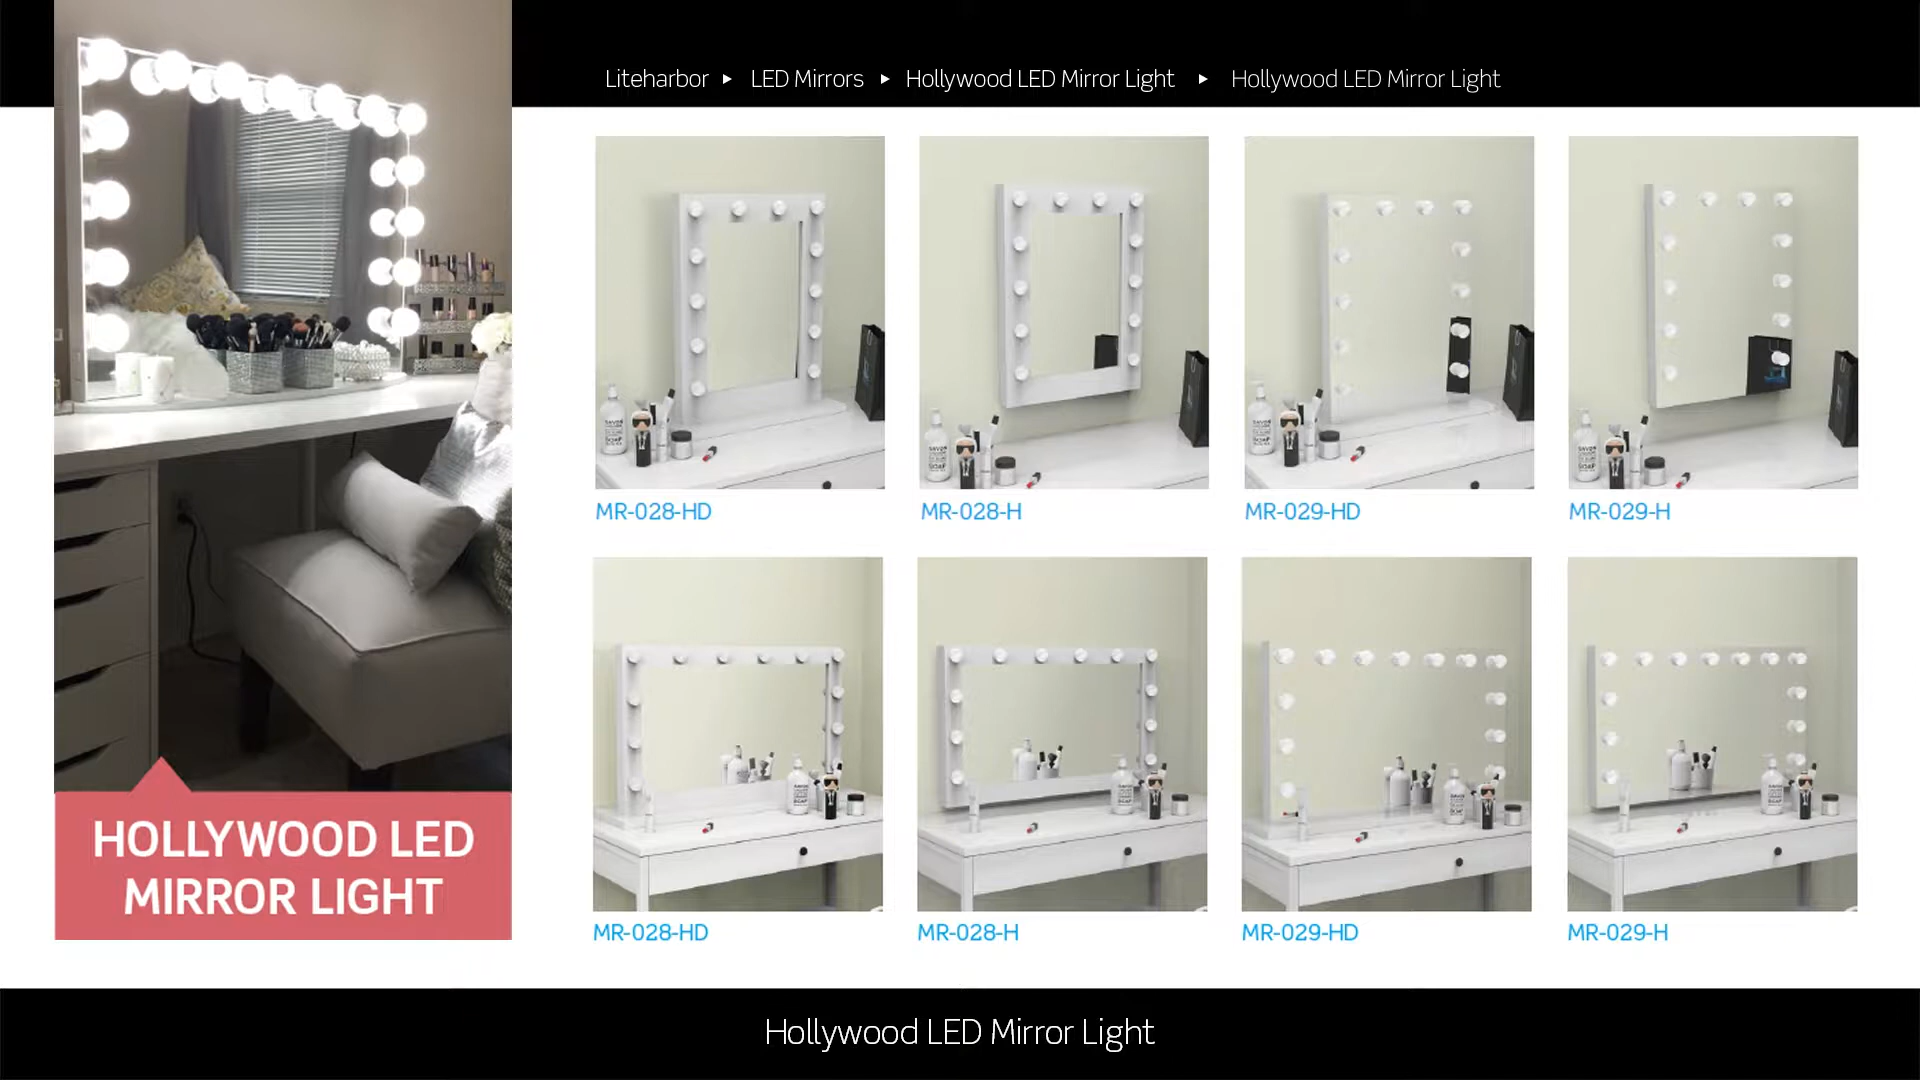 Liteharbor ▸ LED Mirrors ▸ Hollywood LED Mirror Light ▸ Hollywood LED Mirror Light
MR-028-HD
MR-028-H
MR-029-HD
MR-029-H
MR-028-HD
MR-028-H
MR-029-HD
MR-029-H
HOLLYWOOD LED
MIRROR LIGHT
Hollywood LED Mirror Light